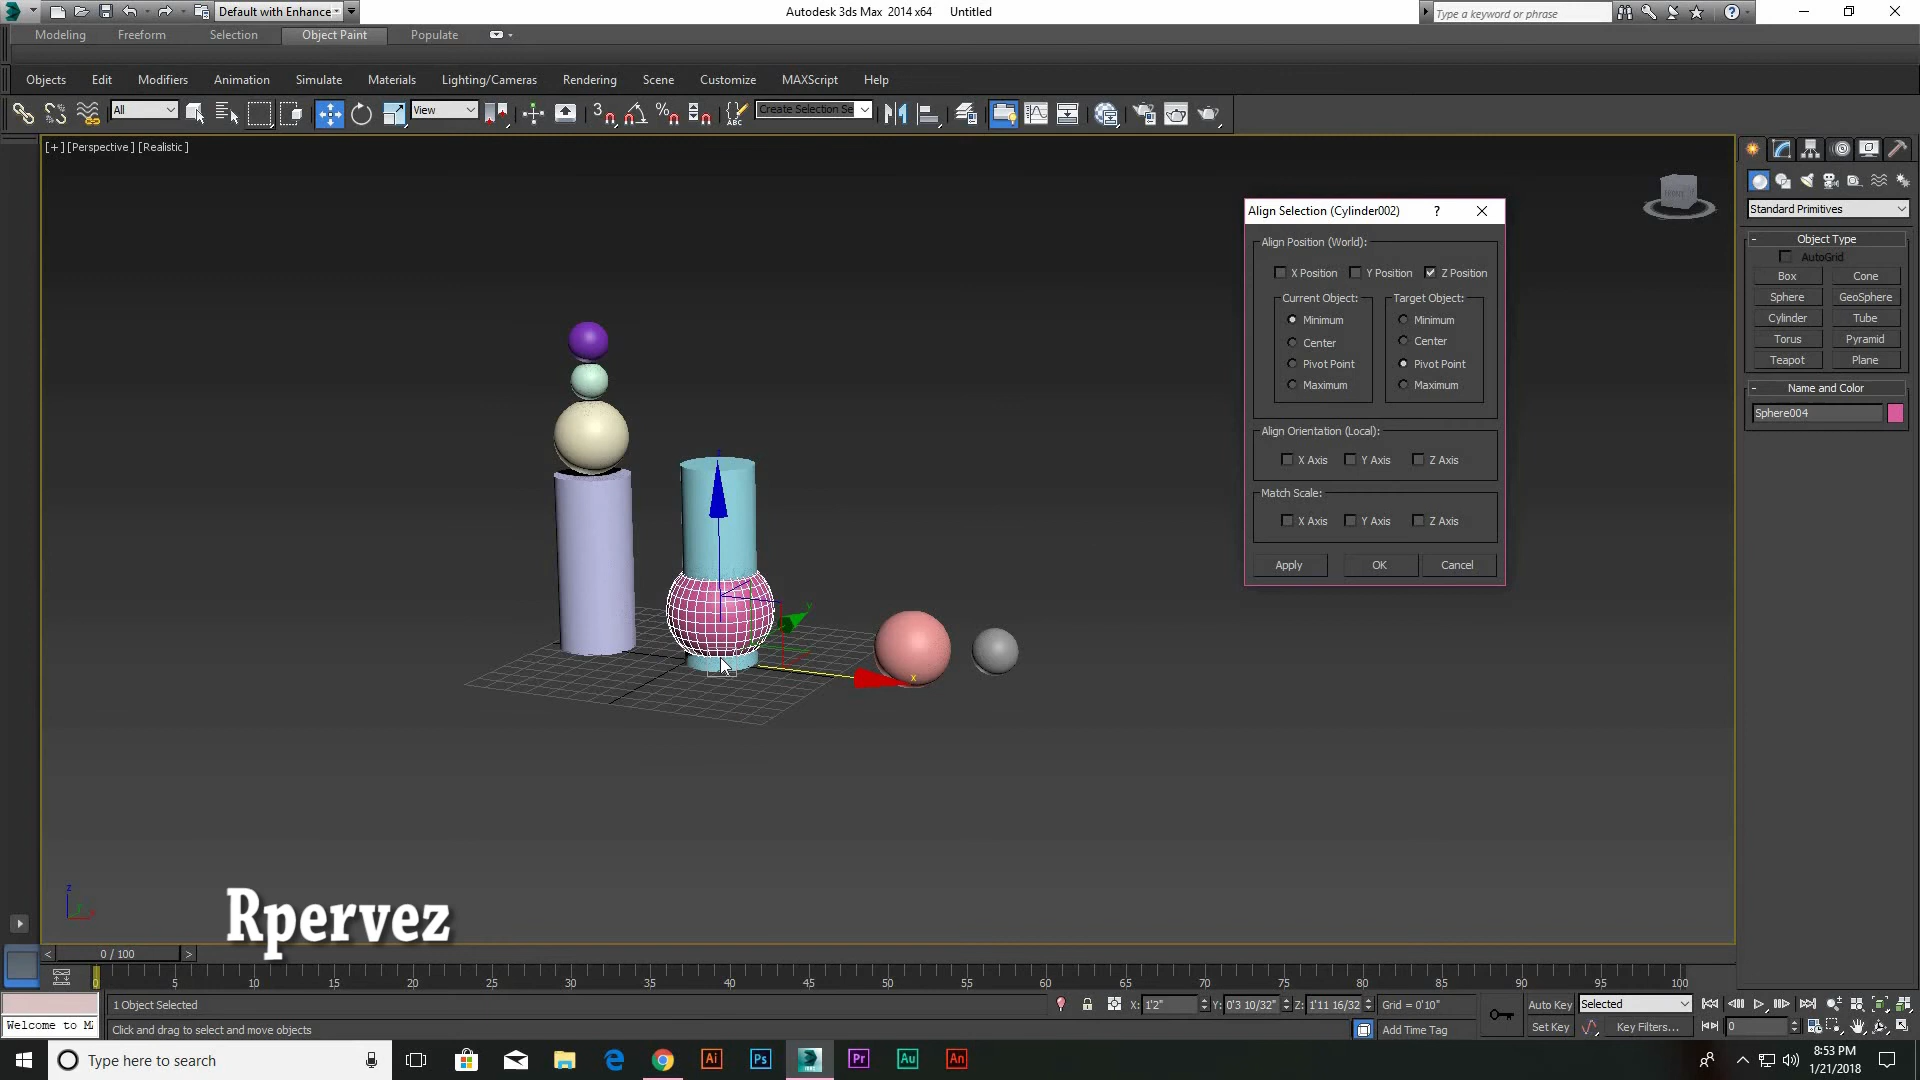 Default with Enhance
Autodesk 3ds Max 2014 x64 Untitled
Type a keyword or phrase
Modeling Freeform Selection Object Paint Populate
Objects Edit Modifiers Animation Simulate Materials Lighting/Cameras Rendering Scene Customize MAXScript Help
All View Create Selection Se
[+] [Perspective] [Realistic]
Align Selection (Cylinder002) ?
Align Position (World):
X Position Y Position Z Position
Current Object: Target Object:
Minimum Minimum
Center Center
Pivot Point Pivot Point
Maximum Maximum
Align Orientation (Local):
X Axis Y Axis Z Axis
Match Scale:
X Axis Y Axis Z Axis
Apply OK Cancel
Standard Primitives
- Object Type
AutoGrid
Box Cone
Sphere GeoSphere
Cylinder Tube
Torus Pyramid
Teapot Plane
- Name and Color
Sphere004
y
x
z
Rpervez
< 0 / 100 >
0 5 10 15 20 25 30 35 40 45 50 55 60 65 70 75 80 85 90 95 100
1 Object Selected X: 1'2" Y: 0'3 10/32" Z: 1'11 16/32 Grid = 0'10" Auto Key Selected
Welcome to M Click and drag to select and move objects Add Time Tag Set Key Key Filters... 0
Type here to search
Ai Ps Pr Au An
8:53 PM
1/21/2018